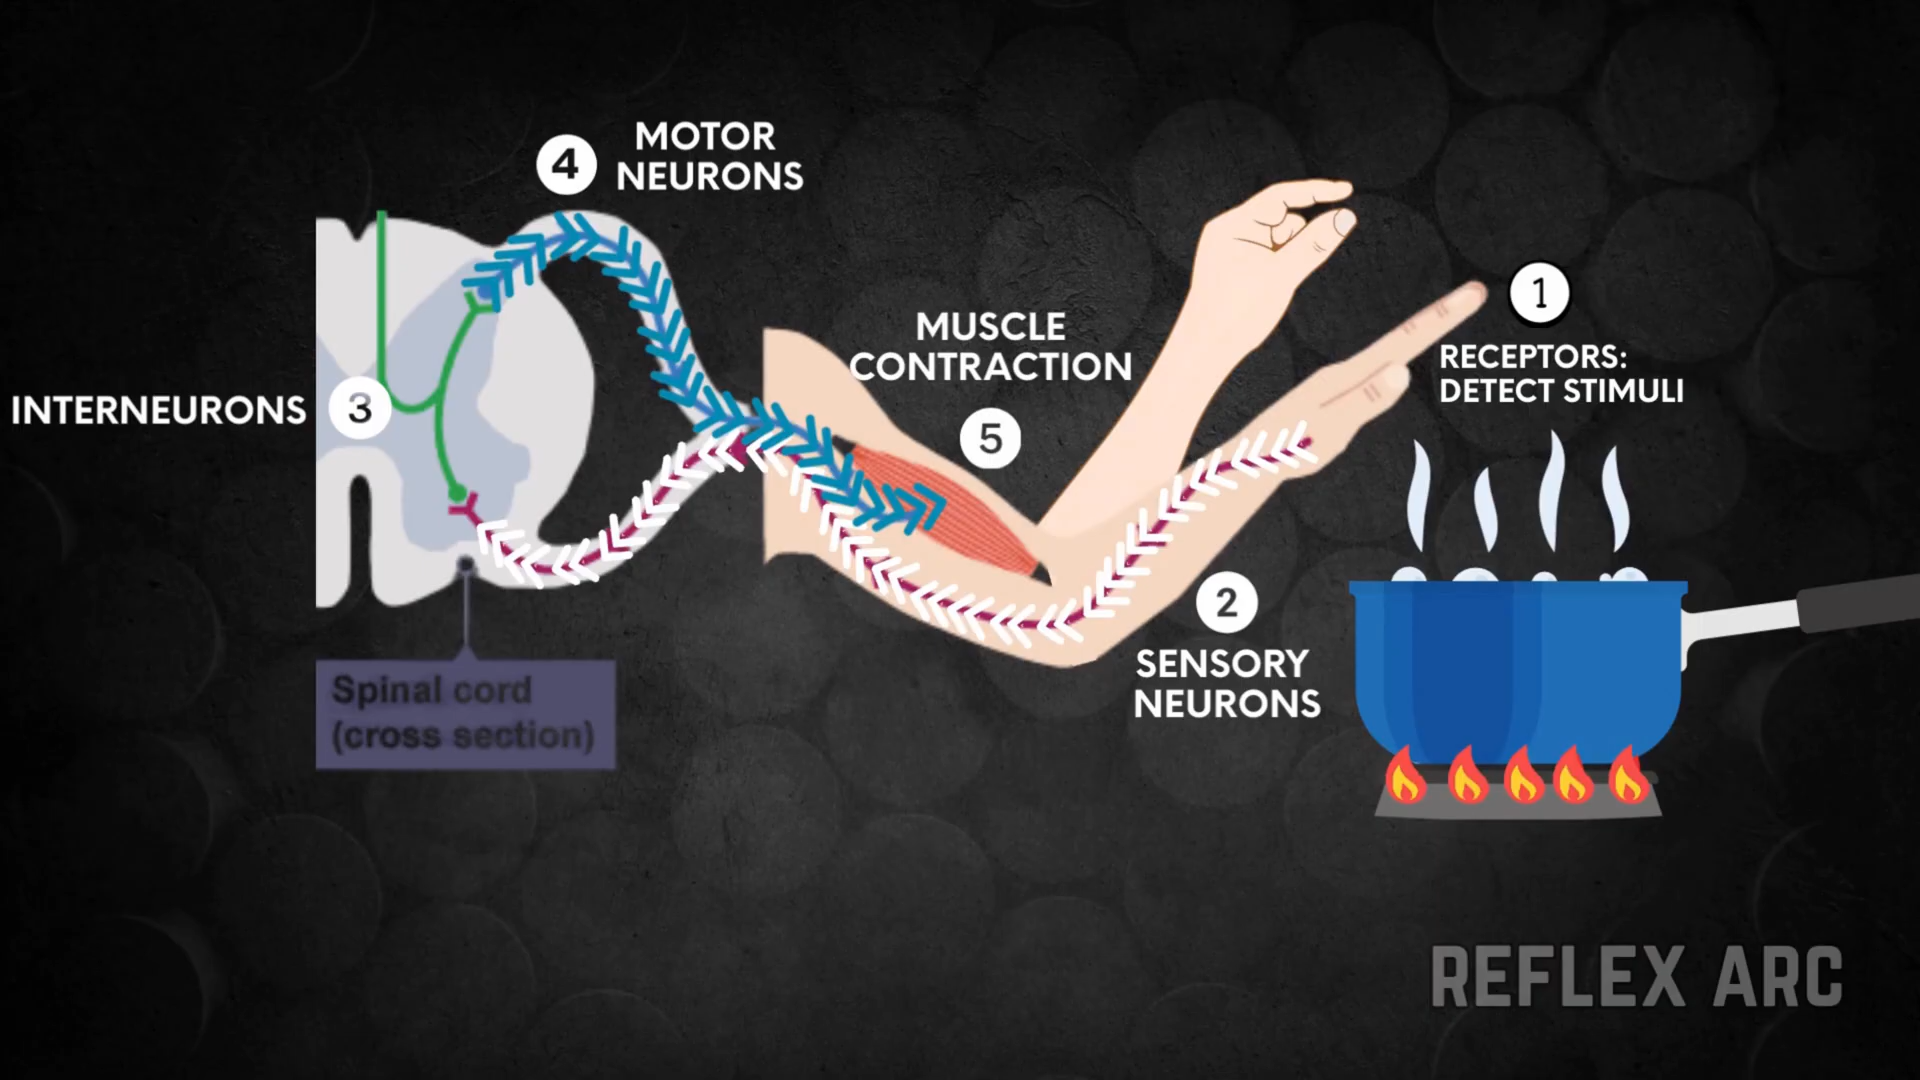 4
MOTOR
NEURONS
1
RECEPTORS:
DETECT STIMULI
MUSCLE
CONTRACTION
5
INTERNEURONS
3
2
SENSORY
NEURONS
Spinal cord
(cross section)
REFLEX ARC